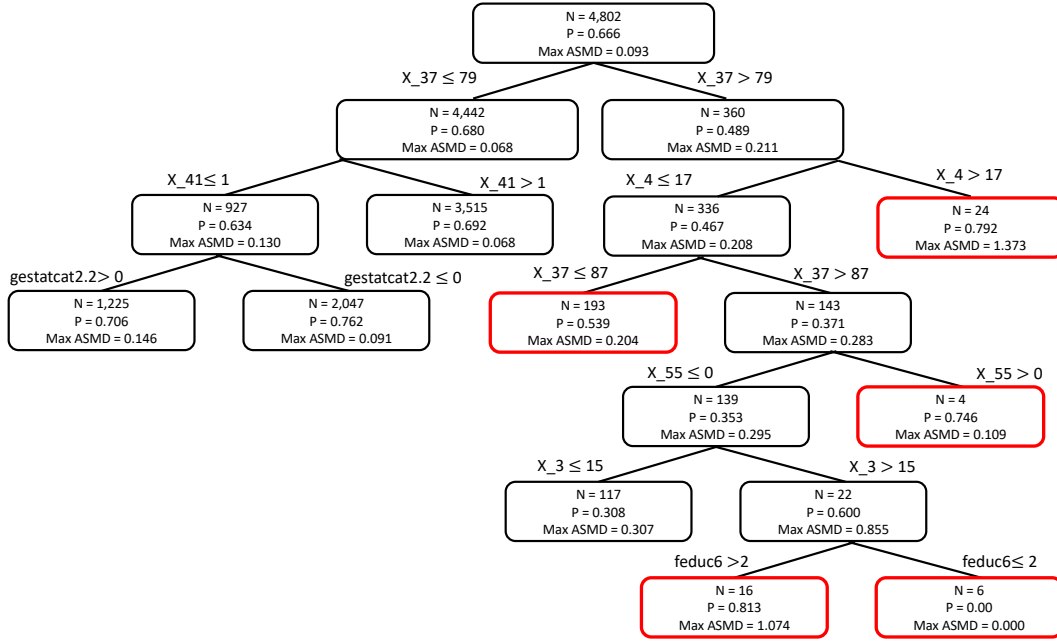 N = 4,802
P = 0.666
Max ASMD = 0.093
X_37 ≤ 79
X_37 > 79
N = 4,442
P = 0.680
Max ASMD = 0.068
N = 360
P = 0.489
Max ASMD = 0.211
X_41≤ 1
X_41 > 1
X_4 ≤ 17
X_4 > 17
N = 927
P = 0.634
Max ASMD = 0.130
N = 3,515
P = 0.692
Max ASMD = 0.068
N = 336
P = 0.467
Max ASMD = 0.208
N = 24
P = 0.792
Max ASMD = 1.373
gestatcat2.2> 0
gestatcat2.2 ≤ 0
X_37 ≤ 87
X_37 > 87
N = 1,225
P = 0.706
Max ASMD = 0.146
N = 2,047
P = 0.762
Max ASMD = 0.091
N = 193
P = 0.539
Max ASMD = 0.204
N = 143
P = 0.371
Max ASMD = 0.283
X_55 ≤ 0
X_55 > 0
N = 139
P = 0.353
Max ASMD = 0.295
N = 4
P = 0.746
Max ASMD = 0.109
X_3 ≤ 15
X_3 > 15
N = 117
P = 0.308
Max ASMD = 0.307
N = 22
P = 0.600
Max ASMD = 0.855
feduc6 >2
feduc6≤ 2
N = 16
P = 0.813
Max ASMD = 1.074
N = 6
P = 0.00
Max ASMD = 0.000